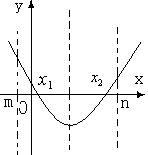 y
x₁ x₂ x
m O n